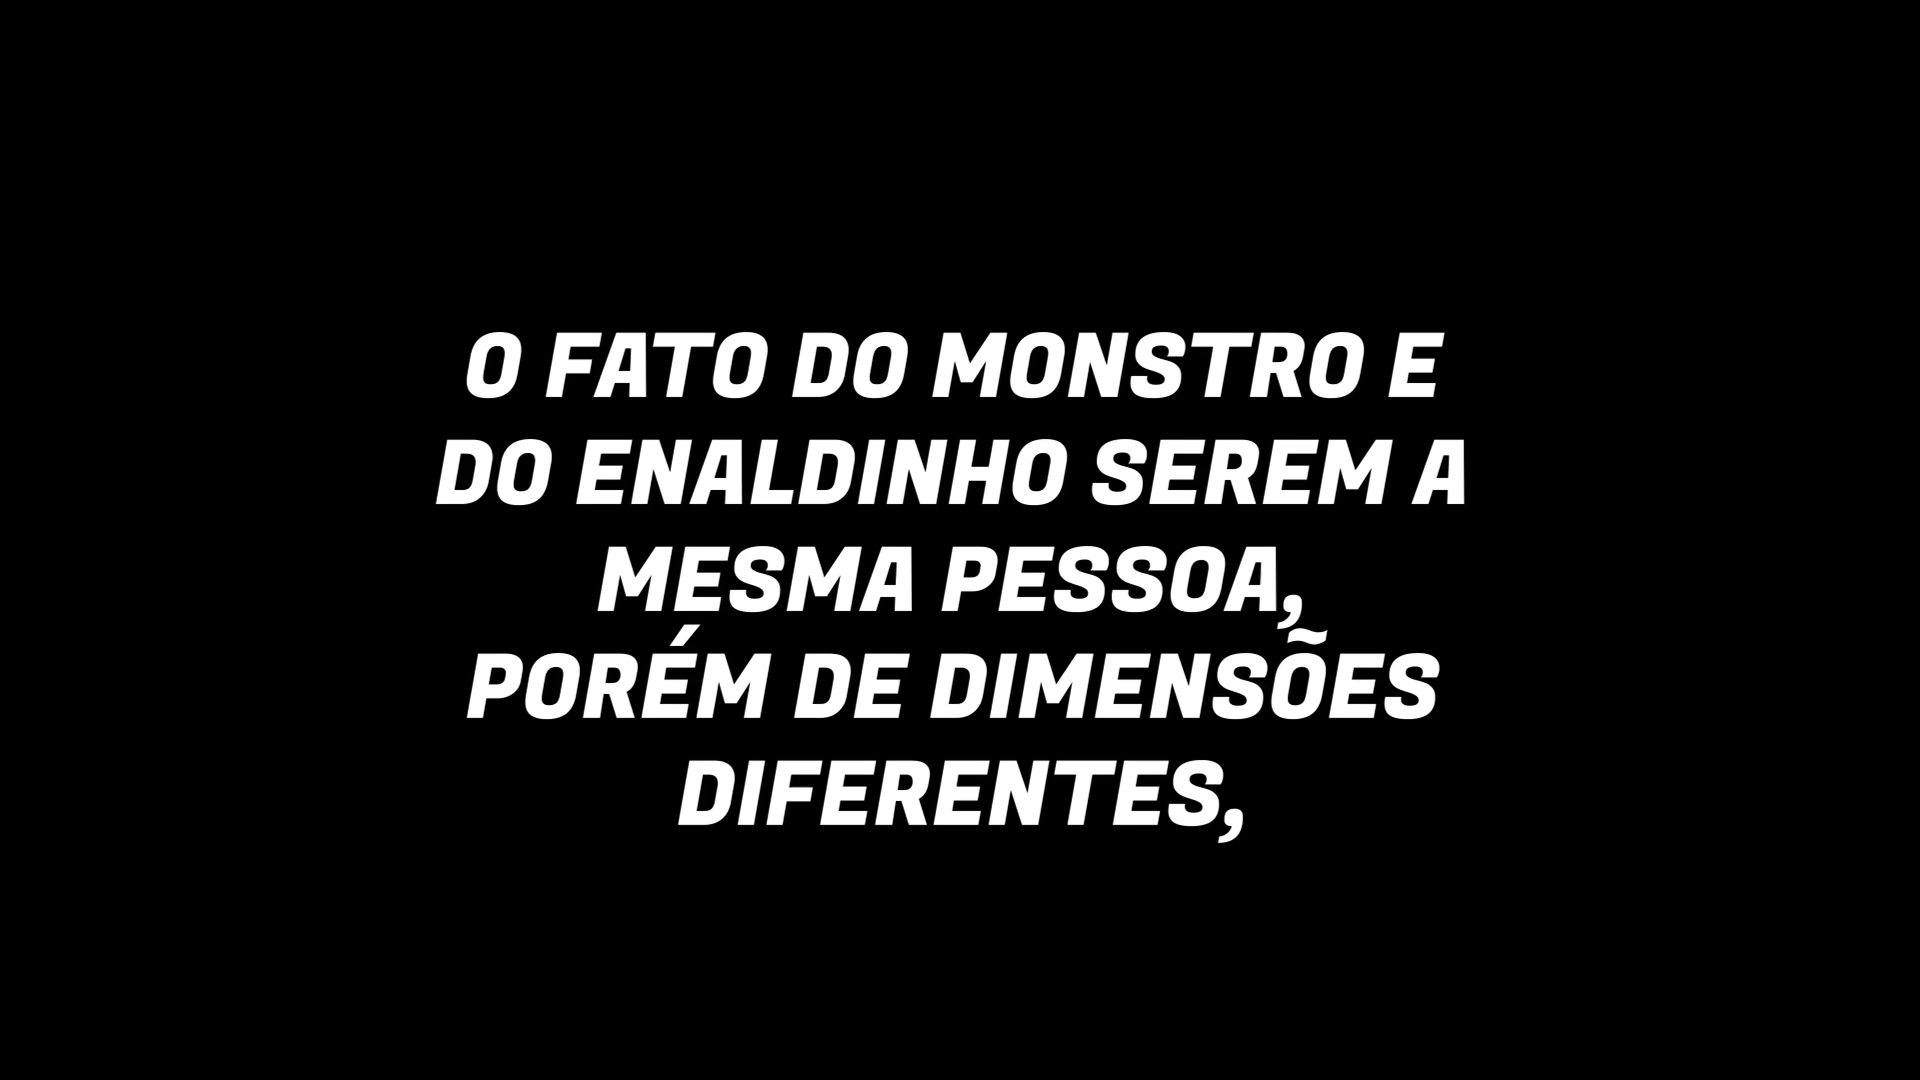 O FATO DO MONSTRO E
DO ENALDINHO SEREM A
MESMA PESSOA,
PORÉM DE DIMENSÕES
DIFERENTES,